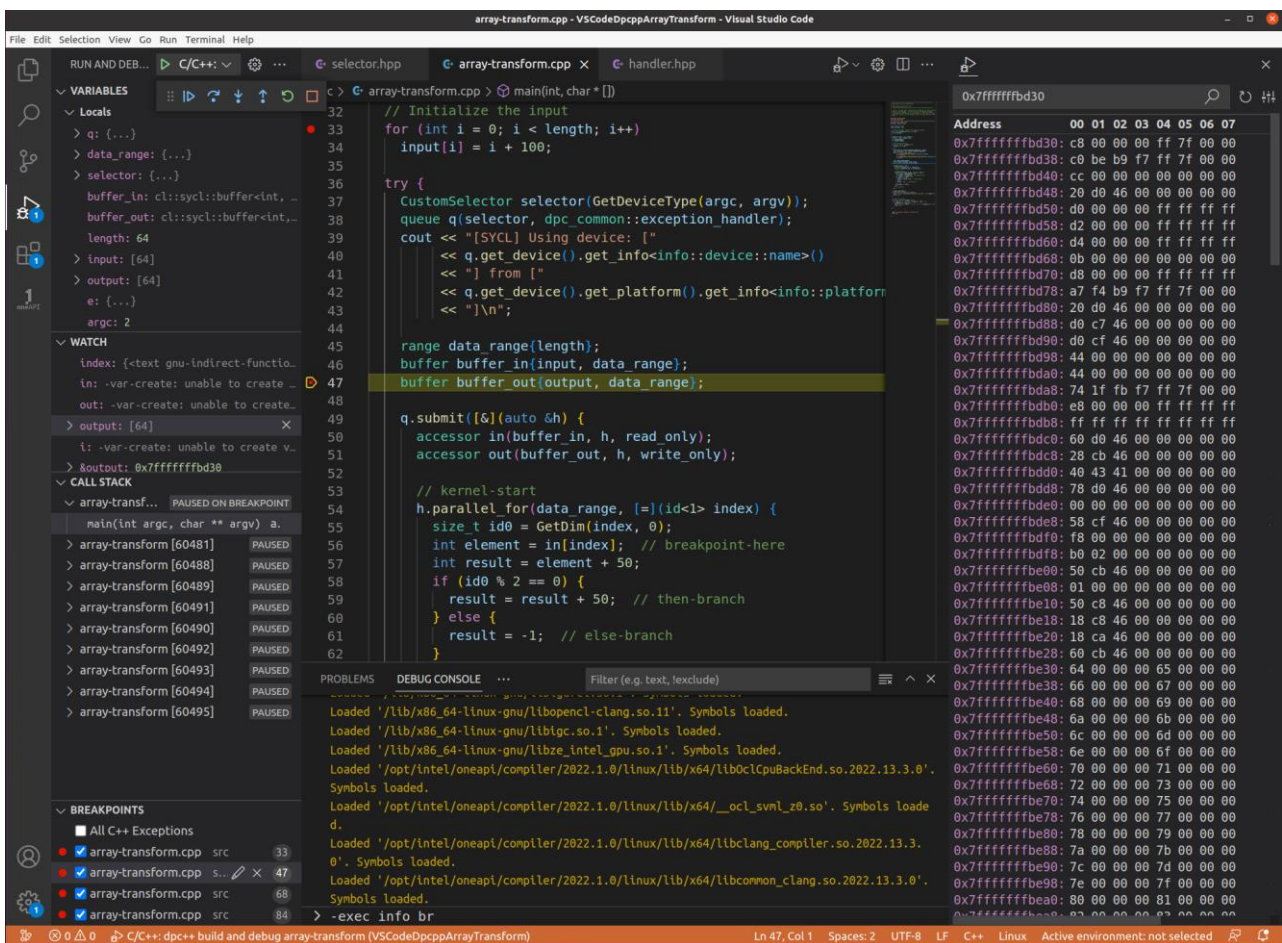 array-transform.cpp - VSCodeDpcppArrayTransform - Visual Studio Code
File Edit Selection View Go Run Terminal Help
RUN AND DEB... C/C++: ...
VARIABLES
Locals
> q: {...}
> data_range: {...}
> selector: {...}
buffer_in: cl::sycl::buffer<int, …
buffer_out: cl::sycl::buffer<int,…
length: 64
> input: [64]
> output: [64]
e: {...}
argc: 2
WATCH
index: {<text gnu-indirect-functio…
in: -var-create: unable to create …
out: -var-create: unable to create…
> output: [64]
i: -var-create: unable to create v…
> &output: 0x7fffffffbd30
CALL STACK
array-transf... PAUSED ON BREAKPOINT
main(int argc, char ** argv) a.
> array-transform [60481] PAUSED
> array-transform [60488] PAUSED
> array-transform [60489] PAUSED
> array-transform [60491] PAUSED
> array-transform [60490] PAUSED
> array-transform [60492] PAUSED
> array-transform [60493] PAUSED
> array-transform [60494] PAUSED
> array-transform [60495] PAUSED
BREAKPOINTS
All C++ Exceptions
array-transform.cpp src 33
array-transform.cpp s... 47
array-transform.cpp src 68
array-transform.cpp src 84
selector.hpp array-transform.cpp handler.hpp
c > array-transform.cpp > main(int, char * [])
32 // Initialize the input
33 for (int i = 0; i < length; i++)
34 input[i] = i + 100;
35
36 try {
37 CustomSelector selector(GetDeviceType(argc, argv));
38 queue q(selector, dpc_common::exception_handler);
39 cout << "[SYCL] Using device: ["
40 << q.get_device().get_info<info::device::name>()
41 << "] from ["
42 << q.get_device().get_platform().get_info<info::platform
43 << "]\n";
44
45 range data_range{length};
46 buffer buffer_in{input, data_range};
47 buffer buffer_out{output, data_range};
48
49 q.submit([&](auto &h) {
50 accessor in(buffer_in, h, read_only);
51 accessor out(buffer_out, h, write_only);
52
53 // kernel-start
54 h.parallel_for(data_range, [=](id<1> index) {
55 size_t id0 = GetDim(index, 0);
56 int element = in[index]; // breakpoint-here
57 int result = element + 50;
58 if (id0 % 2 == 0) {
59 result = result + 50; // then-branch
60 } else {
61 result = -1; // else-branch
62 }
PROBLEMS DEBUG CONSOLE ... Filter (e.g. text, !exclude)
Loaded '/lib/x86_64-linux-gnu/libopencl-clang.so.11'. Symbols loaded.
Loaded '/lib/x86_64-linux-gnu/libigc.so.1'. Symbols loaded.
Loaded '/lib/x86_64-linux-gnu/libze_intel_gpu.so.1'. Symbols loaded.
Loaded '/opt/intel/oneapi/compiler/2022.1.0/linux/lib/x64/libOclCpuBackEnd.so.2022.13.3.0'.
Symbols loaded.
Loaded '/opt/intel/oneapi/compiler/2022.1.0/linux/lib/x64/__ocl_svml_z0.so'. Symbols loade
d.
Loaded '/opt/intel/oneapi/compiler/2022.1.0/linux/lib/x64/libclang_compiler.so.2022.13.3.
0'. Symbols loaded.
Loaded '/opt/intel/oneapi/compiler/2022.1.0/linux/lib/x64/libcommon_clang.so.2022.13.3.0'.
Symbols loaded.
> -exec info br
0x7fffffffbd30
Address 00 01 02 03 04 05 06 07
0x7fffffffbd30: c8 00 00 00 ff 7f 00 00
0x7fffffffbd38: c0 be b9 f7 ff 7f 00 00
0x7fffffffbd40: cc 00 00 00 00 00 00 00
0x7fffffffbd48: 20 d0 46 00 00 00 00 00
0x7fffffffbd50: d0 00 00 00 ff ff ff ff
0x7fffffffbd58: d2 00 00 00 ff ff ff ff
0x7fffffffbd60: d4 00 00 00 ff ff ff ff
0x7fffffffbd68: 0b 00 00 00 00 00 00 00
0x7fffffffbd70: d8 00 00 00 ff ff ff ff
0x7fffffffbd78: a7 f4 b9 f7 ff 7f 00 00
0x7fffffffbd80: 20 d0 46 00 00 00 00 00
0x7fffffffbd88: d0 c7 46 00 00 00 00 00
0x7fffffffbd90: d0 cf 46 00 00 00 00 00
0x7fffffffbd98: 44 00 00 00 00 00 00 00
0x7fffffffbda0: 44 00 00 00 00 00 00 00
0x7fffffffbda8: 74 1f fb f7 ff 7f 00 00
0x7fffffffbdb0: e8 00 00 00 ff ff ff ff
0x7fffffffbdb8: ff ff ff ff ff ff ff ff
0x7fffffffbdc0: 60 d0 46 00 00 00 00 00
0x7fffffffbdc8: 28 cb 46 00 00 00 00 00
0x7fffffffbdd0: 40 43 41 00 00 00 00 00
0x7fffffffbdd8: 78 d0 46 00 00 00 00 00
0x7fffffffbde0: 00 00 00 00 00 00 00 00
0x7fffffffbde8: 58 cf 46 00 00 00 00 00
0x7fffffffbdf0: f8 00 00 00 00 00 00 00
0x7fffffffbdf8: b0 02 00 00 00 00 00 00
0x7fffffffbe00: 50 cb 46 00 00 00 00 00
0x7fffffffbe08: 01 00 00 00 00 00 00 00
0x7fffffffbe10: 50 c8 46 00 00 00 00 00
0x7fffffffbe18: 18 c8 46 00 00 00 00 00
0x7fffffffbe20: 18 ca 46 00 00 00 00 00
0x7fffffffbe28: 60 cb 46 00 00 00 00 00
0x7fffffffbe30: 64 00 00 00 65 00 00 00
0x7fffffffbe38: 66 00 00 00 67 00 00 00
0x7fffffffbe40: 68 00 00 00 69 00 00 00
0x7fffffffbe48: 6a 00 00 00 6b 00 00 00
0x7fffffffbe50: 6c 00 00 00 6d 00 00 00
0x7fffffffbe58: 6e 00 00 00 6f 00 00 00
0x7fffffffbe60: 70 00 00 00 71 00 00 00
0x7fffffffbe68: 72 00 00 00 73 00 00 00
0x7fffffffbe70: 74 00 00 00 75 00 00 00
0x7fffffffbe78: 76 00 00 00 77 00 00 00
0x7fffffffbe80: 78 00 00 00 79 00 00 00
0x7fffffffbe88: 7a 00 00 00 7b 00 00 00
0x7fffffffbe90: 7c 00 00 00 7d 00 00 00
0x7fffffffbe98: 7e 00 00 00 7f 00 00 00
0x7fffffffbea0: 80 00 00 00 81 00 00 00
0 0 C/C++: dpc++ build and debug array-transform (VSCodeDpcppArrayTransform) Ln 47, Col 1 Spaces: 2 UTF-8 LF C++ Linux Active environment: not selected